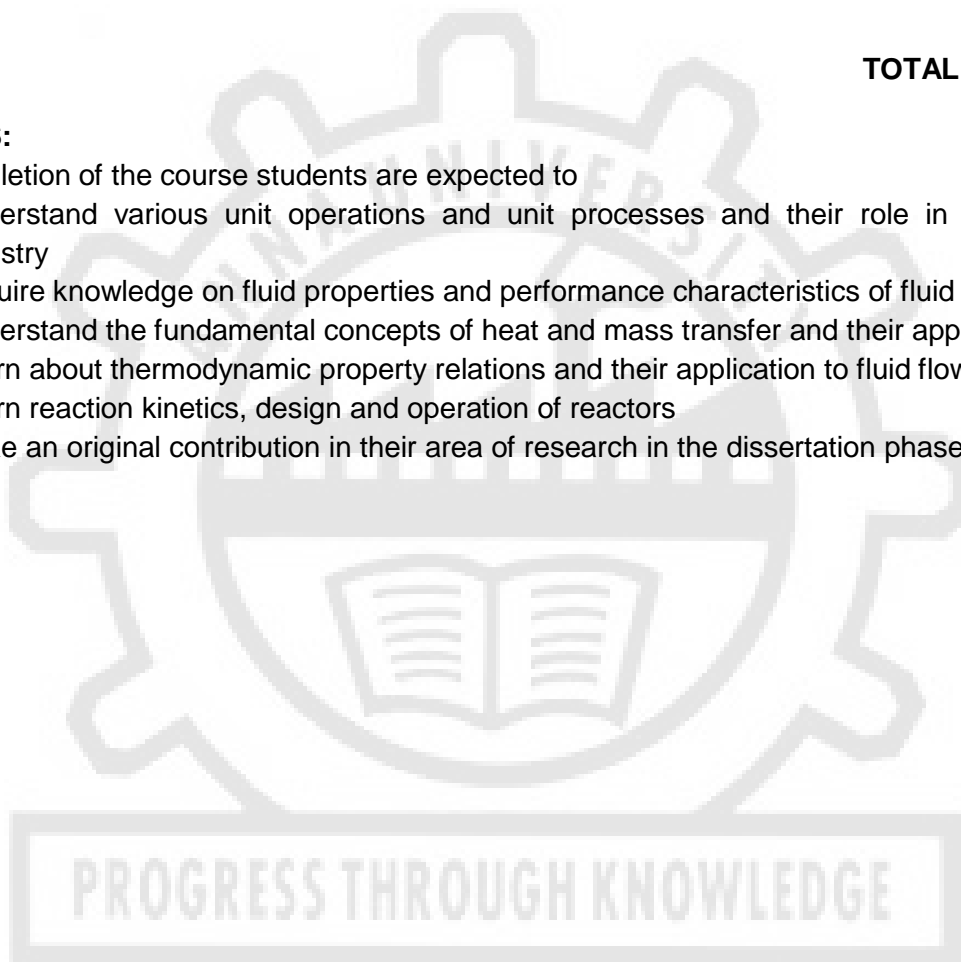 TOTAL
S:
letion of the course students are expected to
erstand various unit operations and unit processes and their role in
stry
uire knowledge on fluid properties and performance characteristics of fluid
erstand the fundamental concepts of heat and mass transfer and their app
rn about thermodynamic property relations and their application to fluid flow
rn reaction kinetics, design and operation of reactors
e an original contribution in their area of research in the dissertation phase
ANNA UNIVERSITY
PROGRESS THROUGH KNOWLEDGE